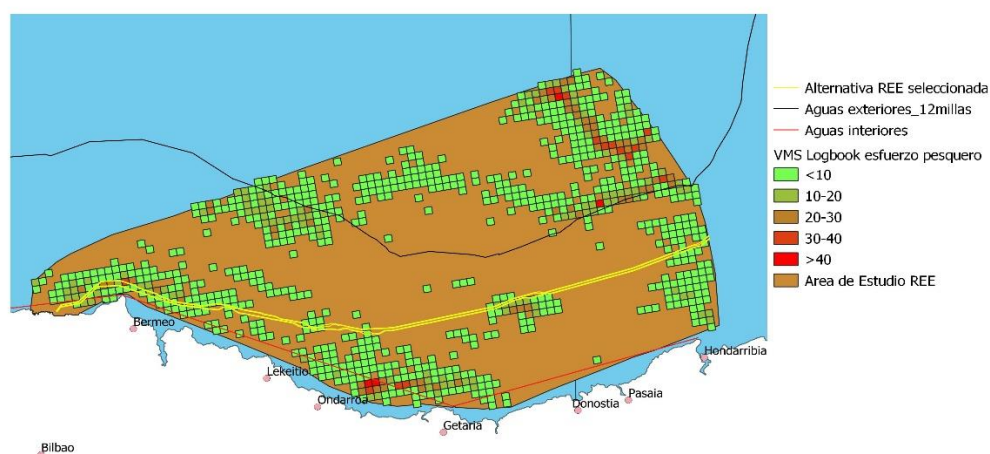 Alternativa REE seleccionada
Aguas exteriores_12millas
Aguas interiores
VMS Logbook esfuerzo pesquero
<10
10-20
20-30
30-40
>40
Area de Estudio REE
Bermeo
Lekeitio
Ondarroa
Getaria
Donostia
Pasaia
Hondarribia
Bilbao